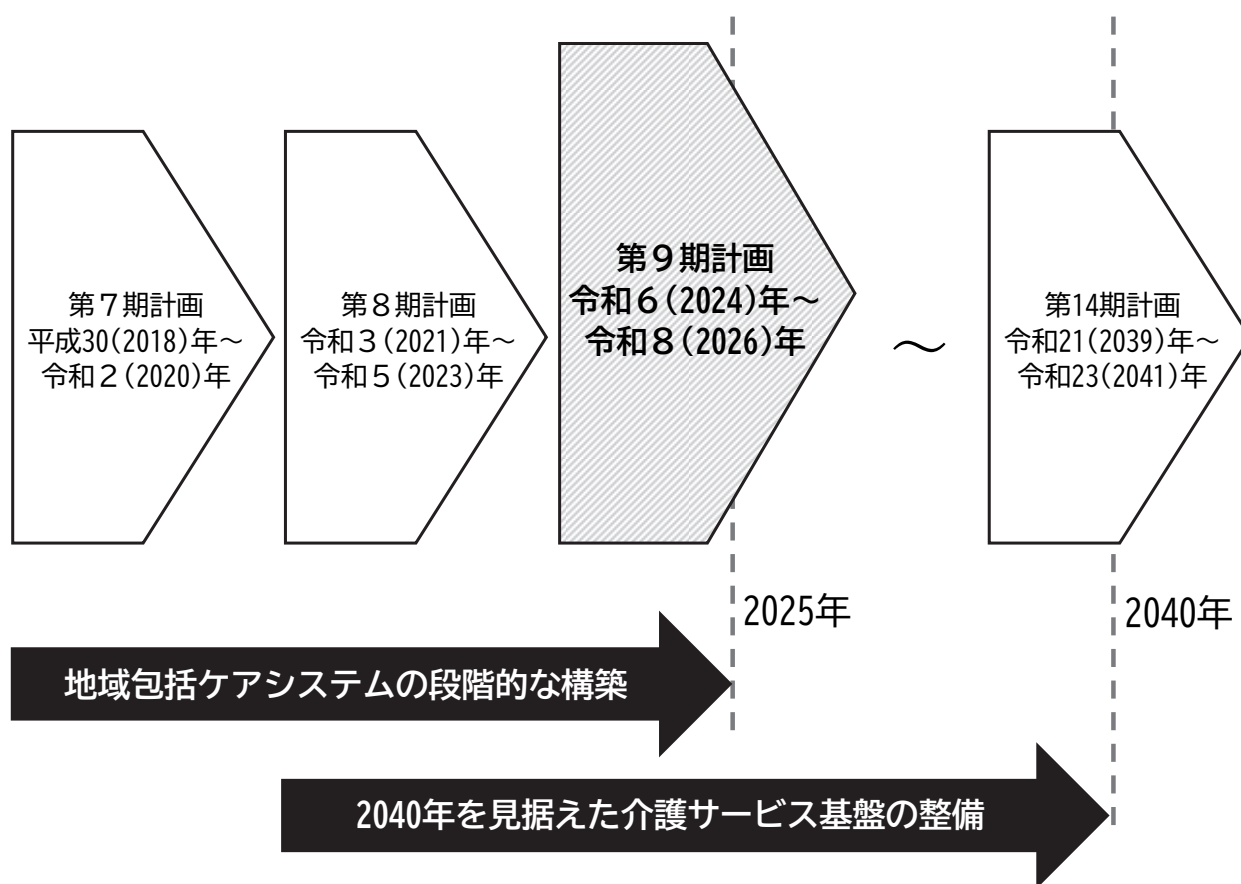 第７期計画
平成30(2018)年～
令和２(2020)年
第８期計画
令和３(2021)年～
令和５(2023)年
第９期計画
令和６(2024)年～
令和８(2026)年
～
第14期計画
令和21(2039)年～
令和23(2041)年
2025年
2040年
地域包括ケアシステムの段階的な構築
2040年を見据えた介護サービス基盤の整備